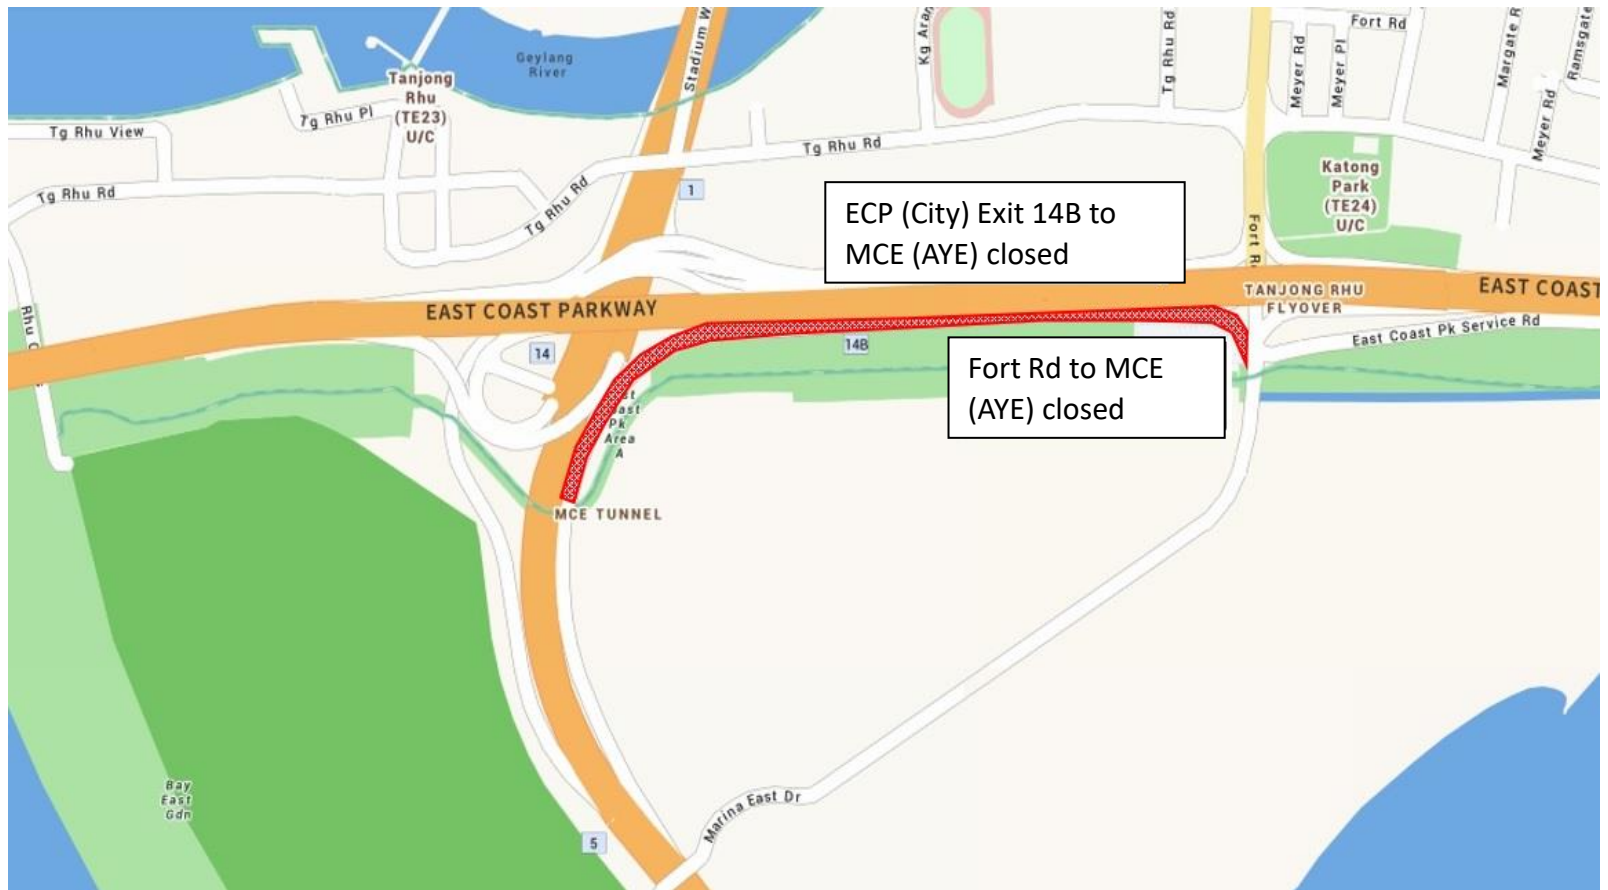 Stadium W
Kg Aran
Tg Rhu Rd
Fort Rd
Meyer Rd
Meyer Pl
Margate R
Ramsgate
Meyer Rd
Geylang
River
Tanjong
Rhu
(TE23)
U/C
Tg Rhu Pl
Tg Rhu View
Tg Rhu Rd
Tg Rhu Rd
Tg Rhu Rd
1
Katong
Park
(TE24)
U/C
ECP (City) Exit 14B to
MCE (AYE) closed
Fort R
EAST COAST PARKWAY
TANJONG RHU
FLYOVER
EAST COAST
East Coast Pk Service Rd
Rhu C
14
14B
Fort Rd to MCE
(AYE) closed
Pk
Area
A
MCE TUNNEL
Bay
East
Gdn
Marina East Dr
5